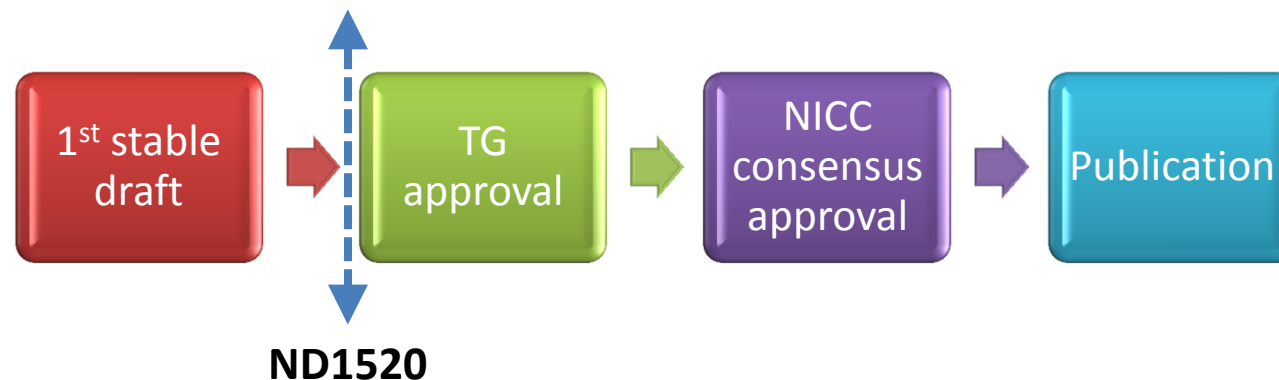 1st stable
draft
TG
approval
NICC
consensus
approval
Publication
ND1520